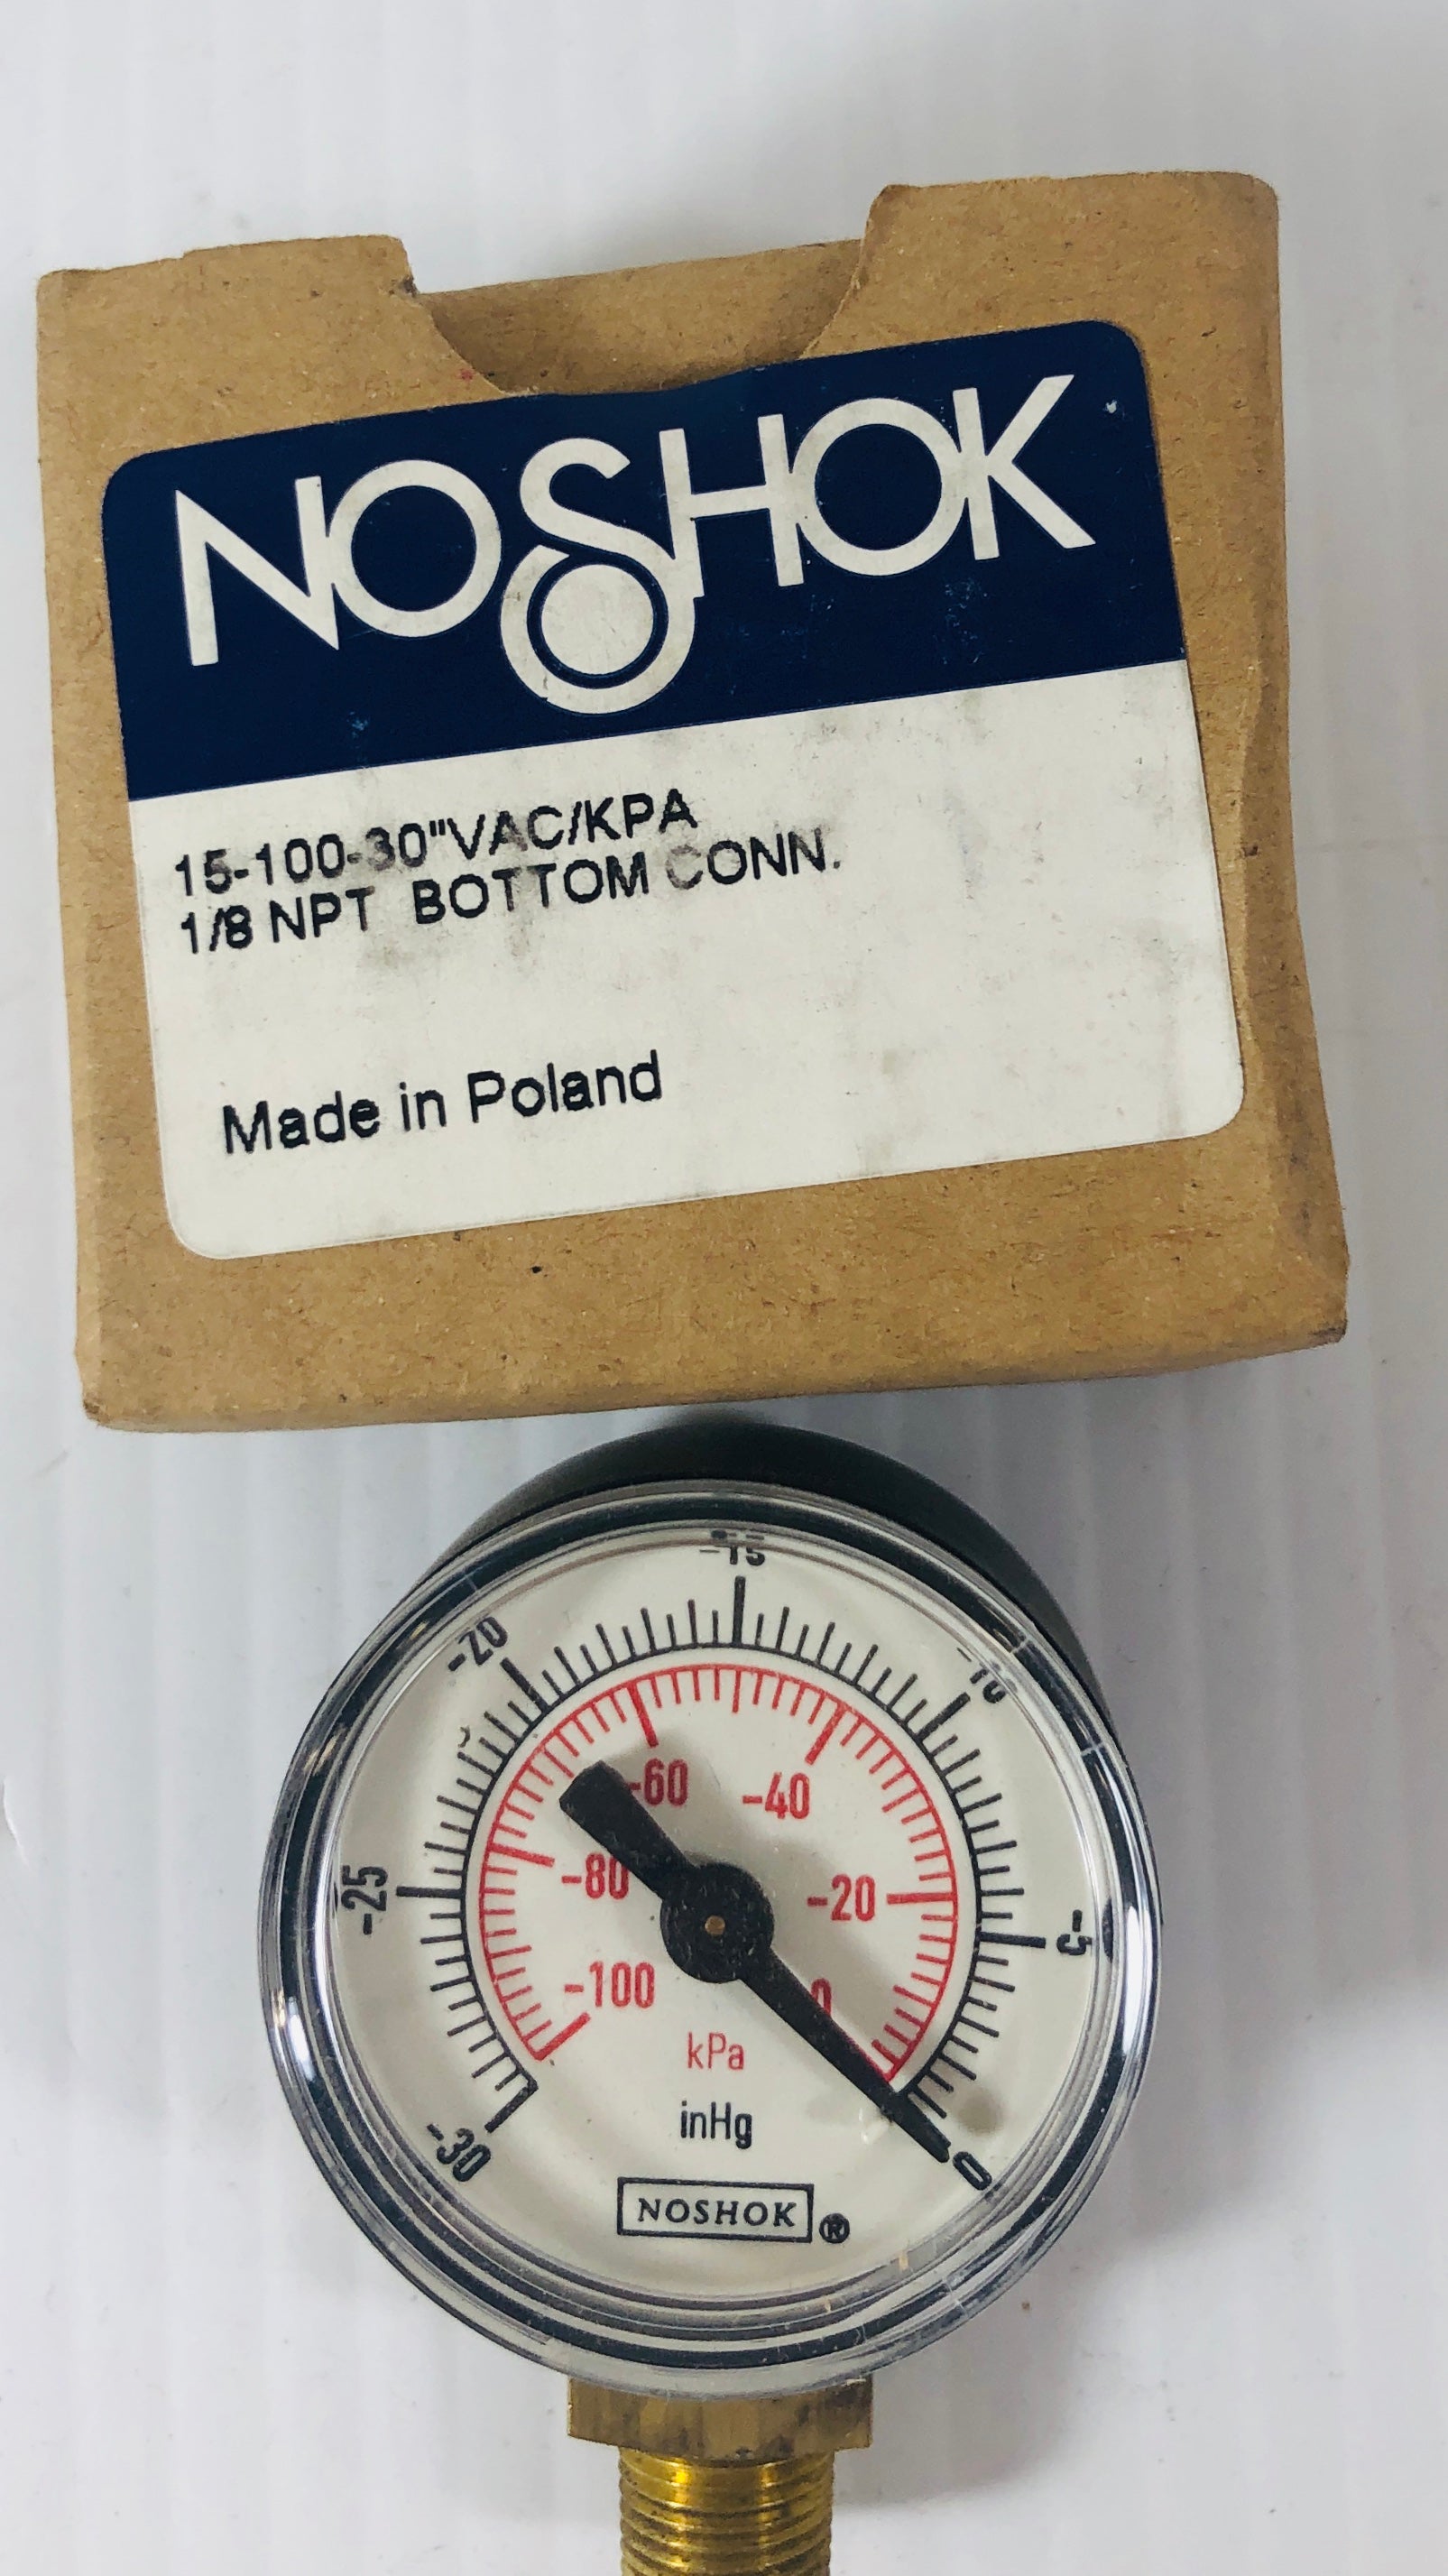 NOSHOK
15-100-30"VAC/KPA
1/8 NPT BOTTOM CONN.
Made in Poland
-15
-20
-10
-60
-40
-80
-25
-20
-5
-100
0
kPa
inHg
-30
0
NOSHOK ®